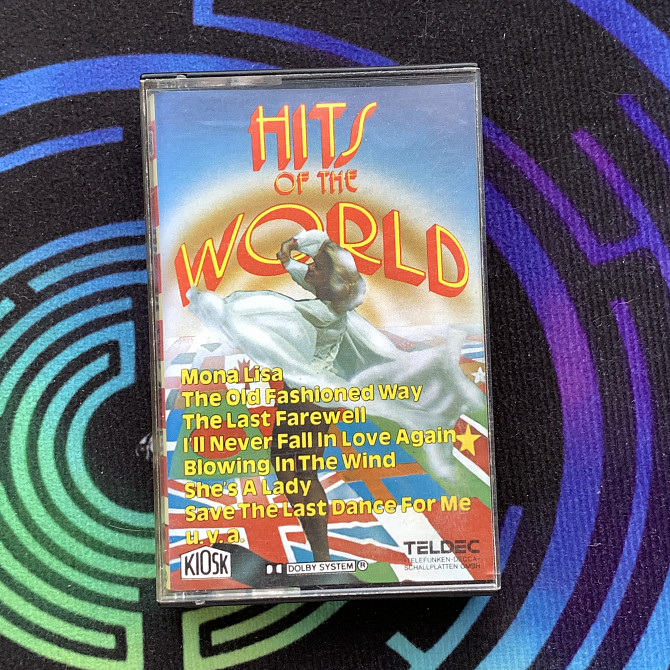 HITS
OF THE
WORLD
Mona Lisa
The Old Fashioned Way
The Last Farewell
I'll Never Fall In Love Again
Blowing In The Wind
She's A Lady
Save The Last Dance For Me
u.v.a.
KIOSK
DOLBY SYSTEM R
TELDEC
TELEFUNKEN-DECCA-
SCHALLPLATTEN GMBH